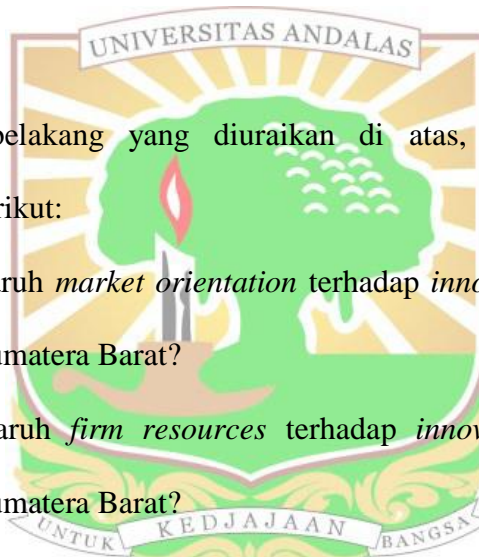 UNIVERSITAS ANDALAS
belakang yang diuraikan di atas,
rikut:
aruh market orientation terhadap inno
umatera Barat?
aruh firm resources terhadap innov
umatera Barat?
UNTUK KEDJAJAAN BANGSA